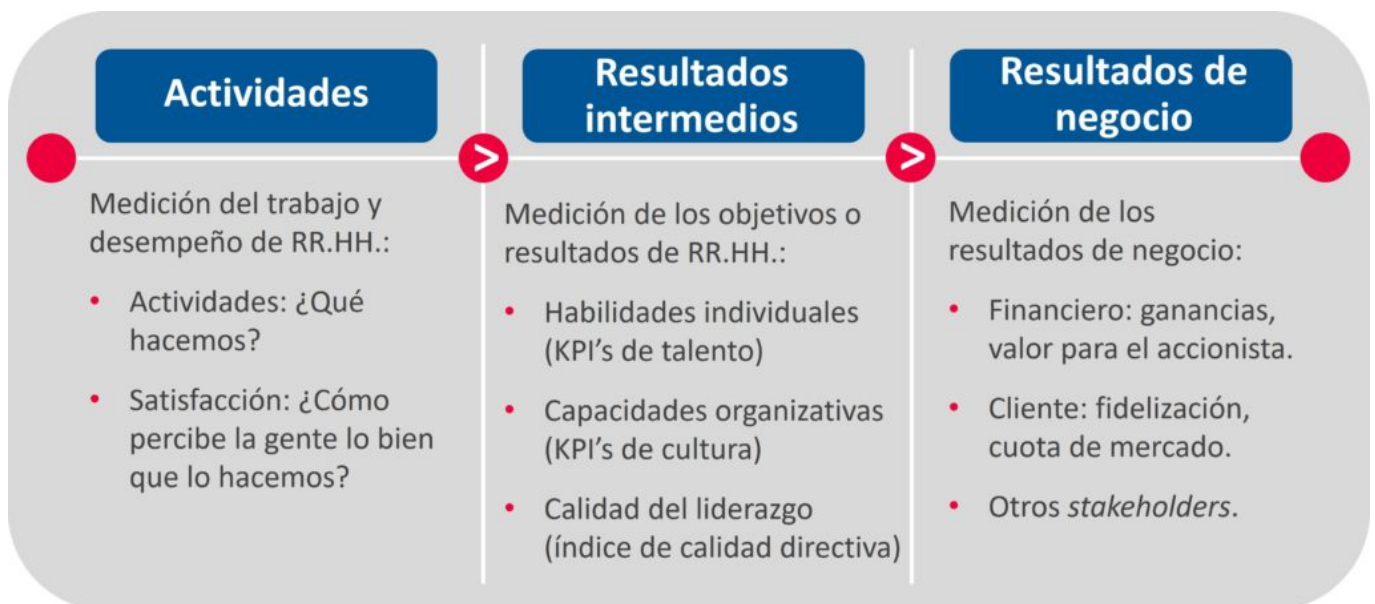 Actividades
Medición del trabajo y
desempeño de RR.HH.:
• Actividades: ¿Qué
hacemos?
• Satisfacción: ¿Cómo
percibe la gente lo bien
que lo hacemos?
Resultados
intermedios
Medición de los objetivos o
resultados de RR.HH.:
• Habilidades individuales
(KPI’s de talento)
• Capacidades organizativas
(KPI’s de cultura)
• Calidad del liderazgo
(índice de calidad directiva)
Resultados de
negocio
Medición de los
resultados de negocio:
• Financiero: ganancias,
valor para el accionista.
• Cliente: fidelización,
cuota de mercado.
• Otros stakeholders.